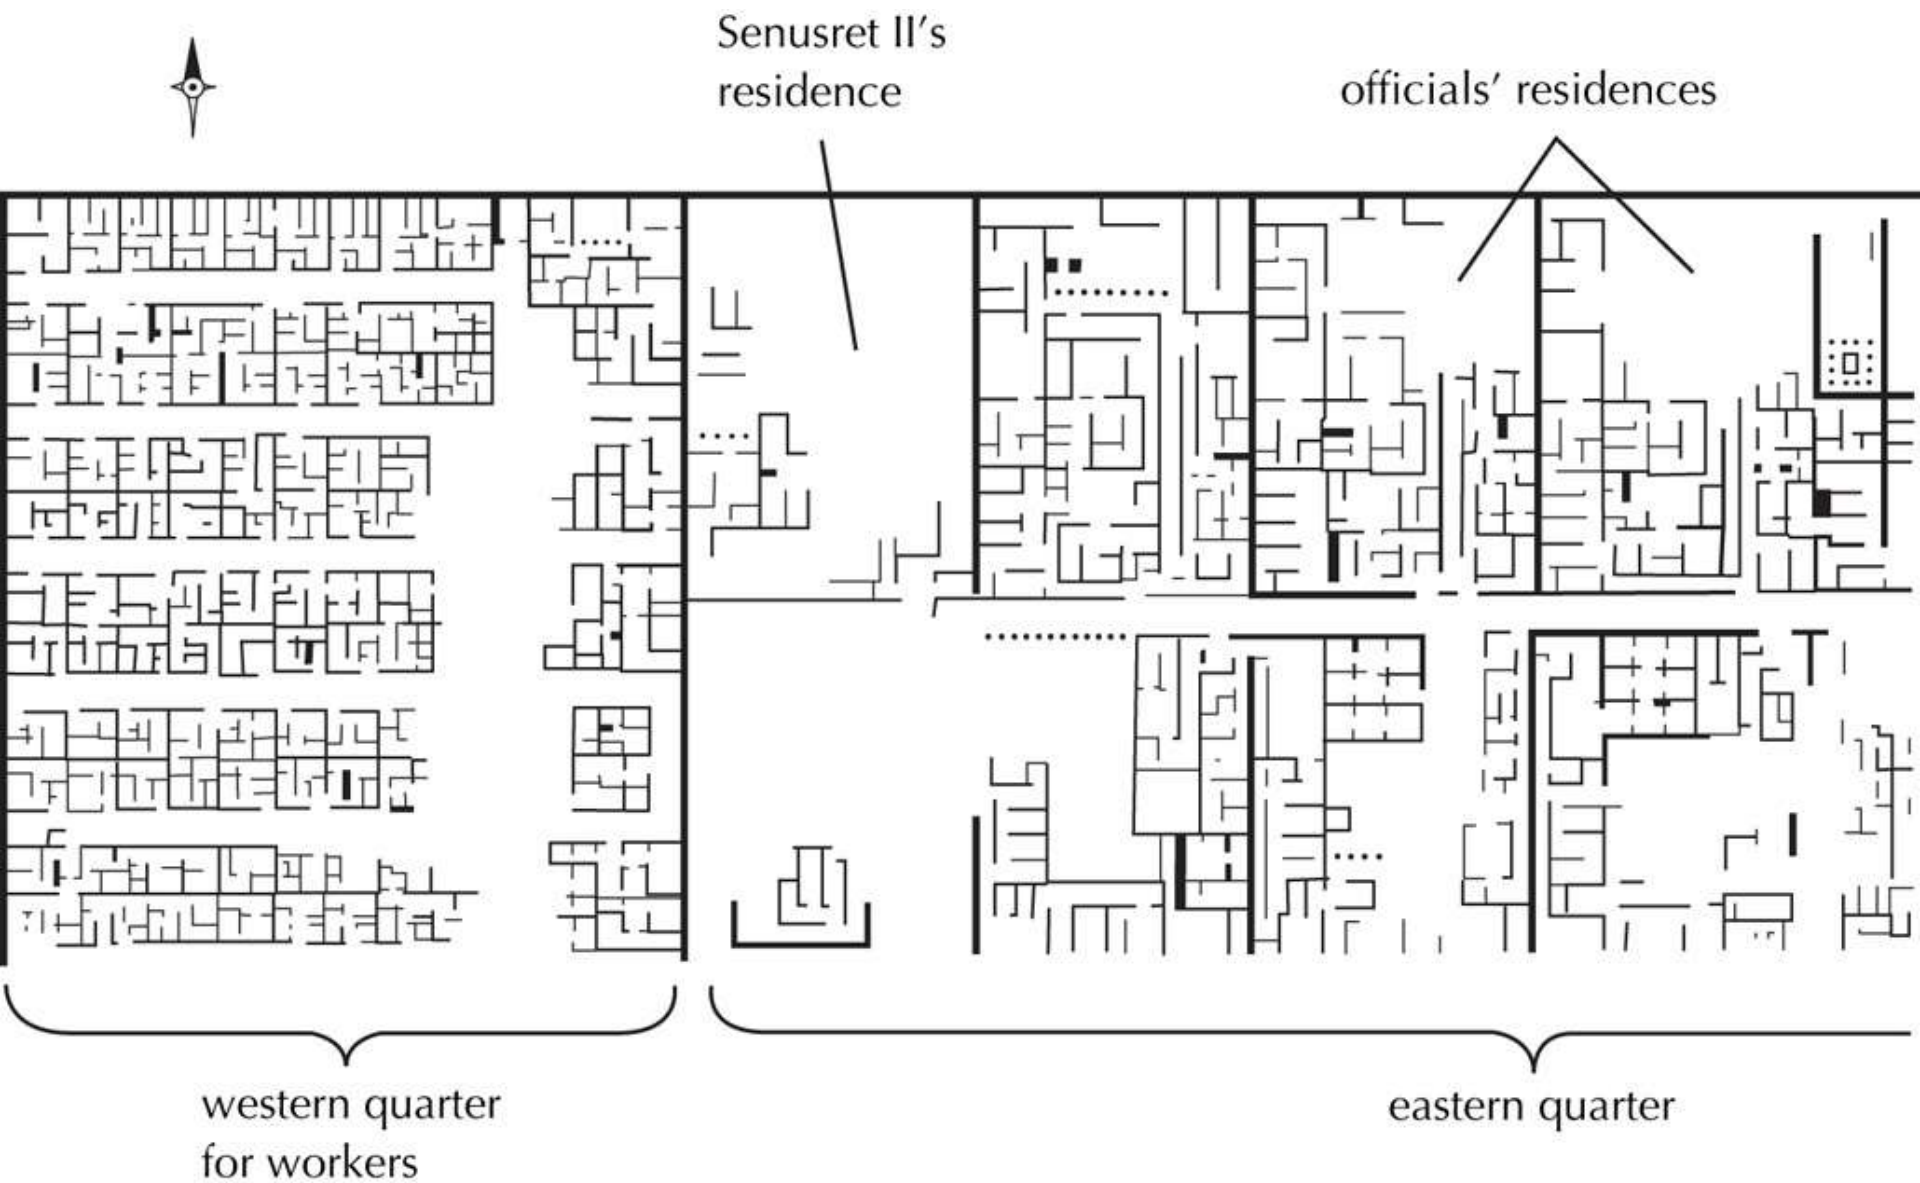 Senusret II's
residence
officials' residences
western quarter
for workers
eastern quarter